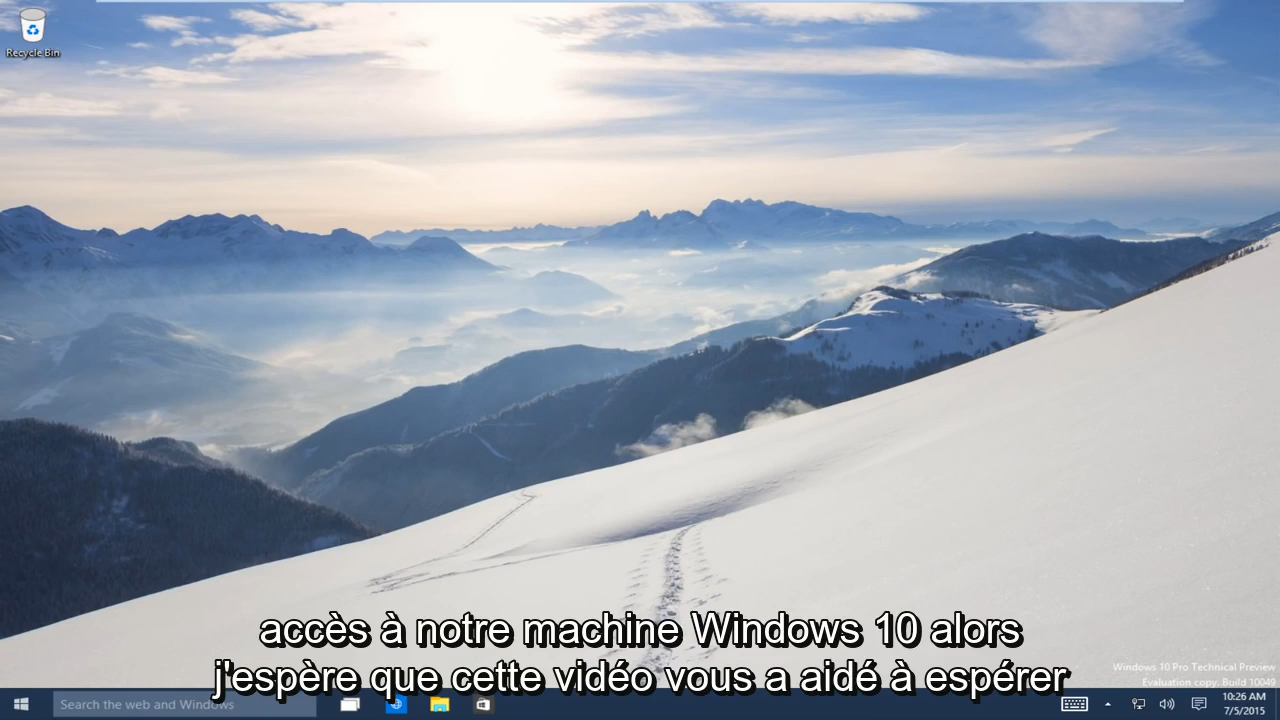 Recycle Bin
accès à notre machine Windows 10 alors
j'espère que cette vidéo vous a aidé à espérer
Windows 10 Pro Technical Preview
Evaluation copy. Build 10049
Search the web and Windows
10:26 AM
7/5/2015